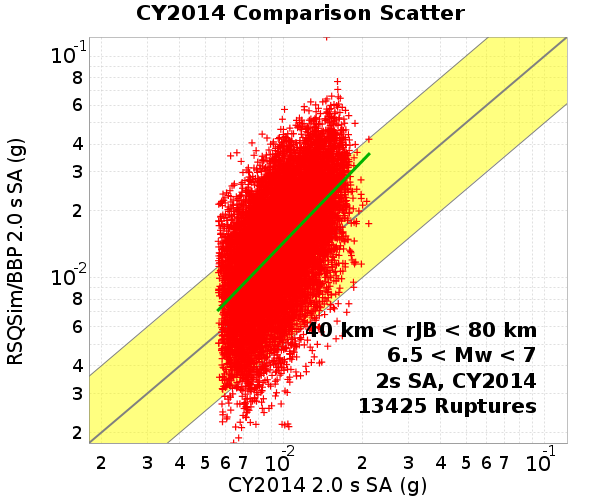 CY2014 Comparison Scatter
RSQSim/BBP 2.0 s SA (g)
10⁻¹
8
6
4
3
2
10⁻²
8
6
4
3
2
40 km < rJB < 80 km
6.5 < Mw < 7
2s SA, CY2014
13425 Ruptures
2 3 4 5 6 7 10⁻² 2 3 4 5 6 7 10⁻¹
CY2014 2.0 s SA (g)